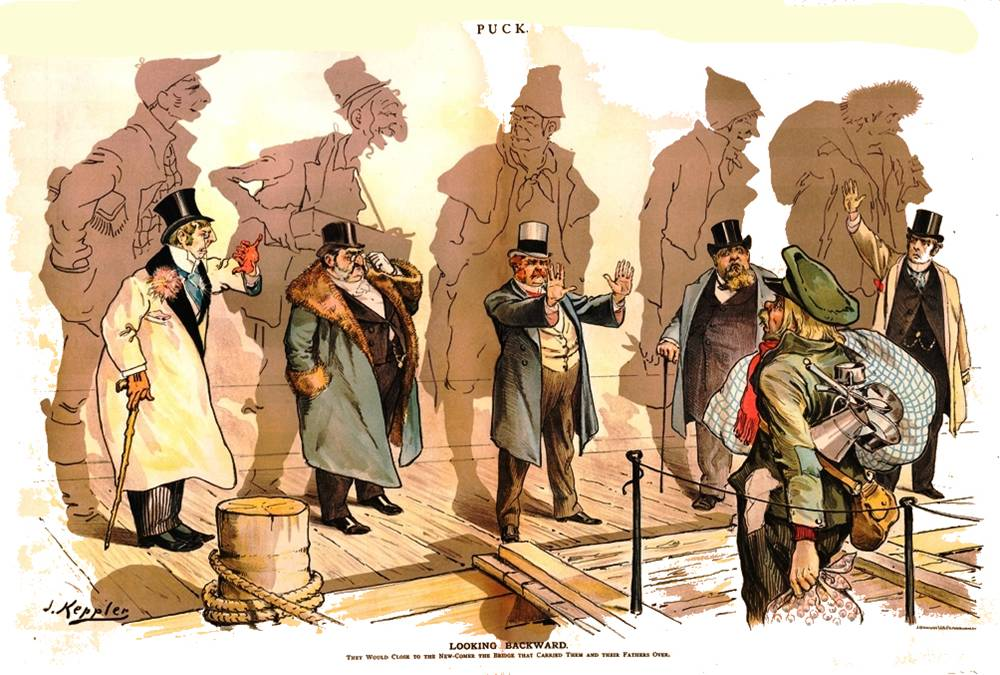 PUCK.
J. Keppler
LOOKING BACKWARD.
THEY WOULD CLOSE TO THE NEW-COMER THE BRIDGE THAT CARRIED THEM AND THEIR FATHERS OVER.